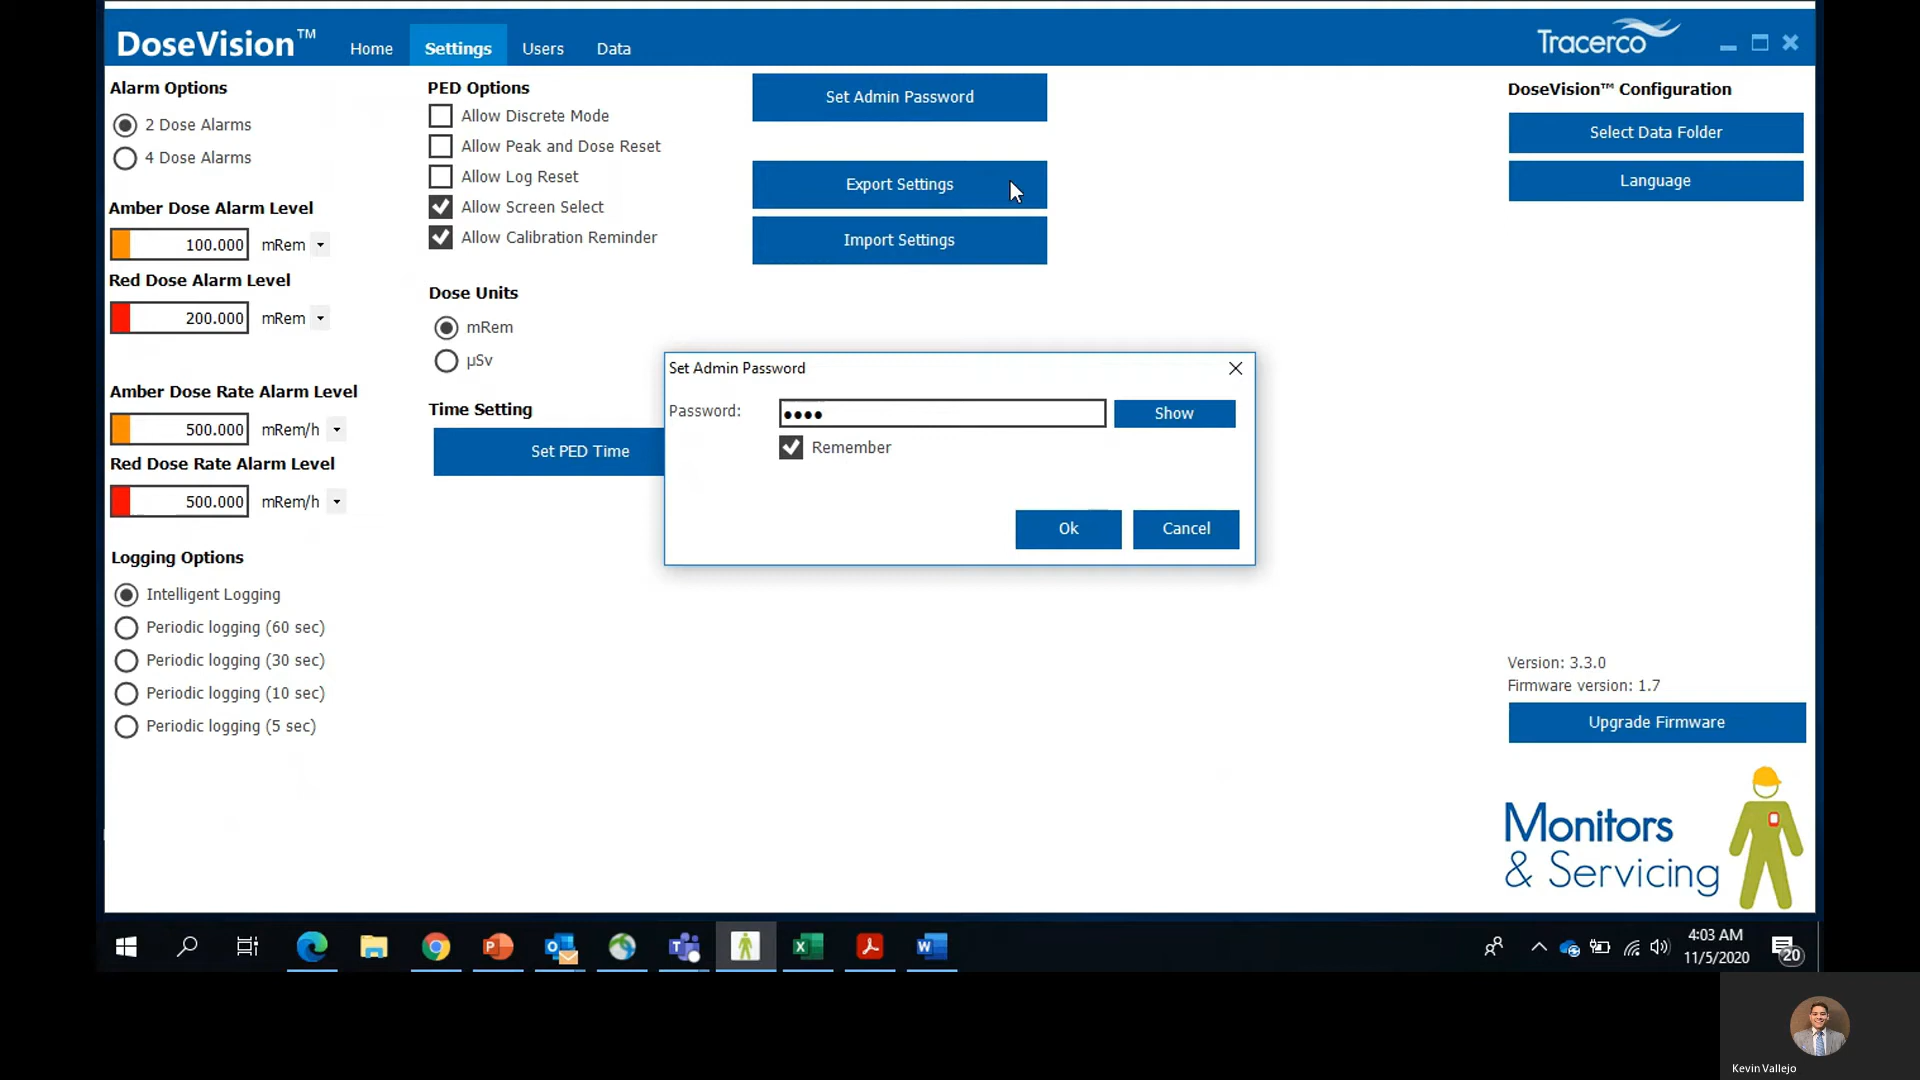 DoseVision™
Home
Settings
Users
Data
Tracerco
Alarm Options
2 Dose Alarms
4 Dose Alarms
Amber Dose Alarm Level
100.000 mRem
Red Dose Alarm Level
200.000 mRem
Amber Dose Rate Alarm Level
500.000 mRem/h
Red Dose Rate Alarm Level
500.000 mRem/h
Logging Options
Intelligent Logging
Periodic logging (60 sec)
Periodic logging (30 sec)
Periodic logging (10 sec)
Periodic logging (5 sec)
PED Options
Allow Discrete Mode
Allow Peak and Dose Reset
Allow Log Reset
Allow Screen Select
Allow Calibration Reminder
Dose Units
mRem
µSv
Time Setting
Set PED Time
Set Admin Password
Export Settings
Import Settings
Set Admin Password
Password:
Show
Remember
Ok
Cancel
DoseVision™ Configuration
Select Data Folder
Language
Version: 3.3.0
Firmware version: 1.7
Upgrade Firmware
Monitors
& Servicing
4:03 AM
11/5/2020
20
Kevin Vallejo